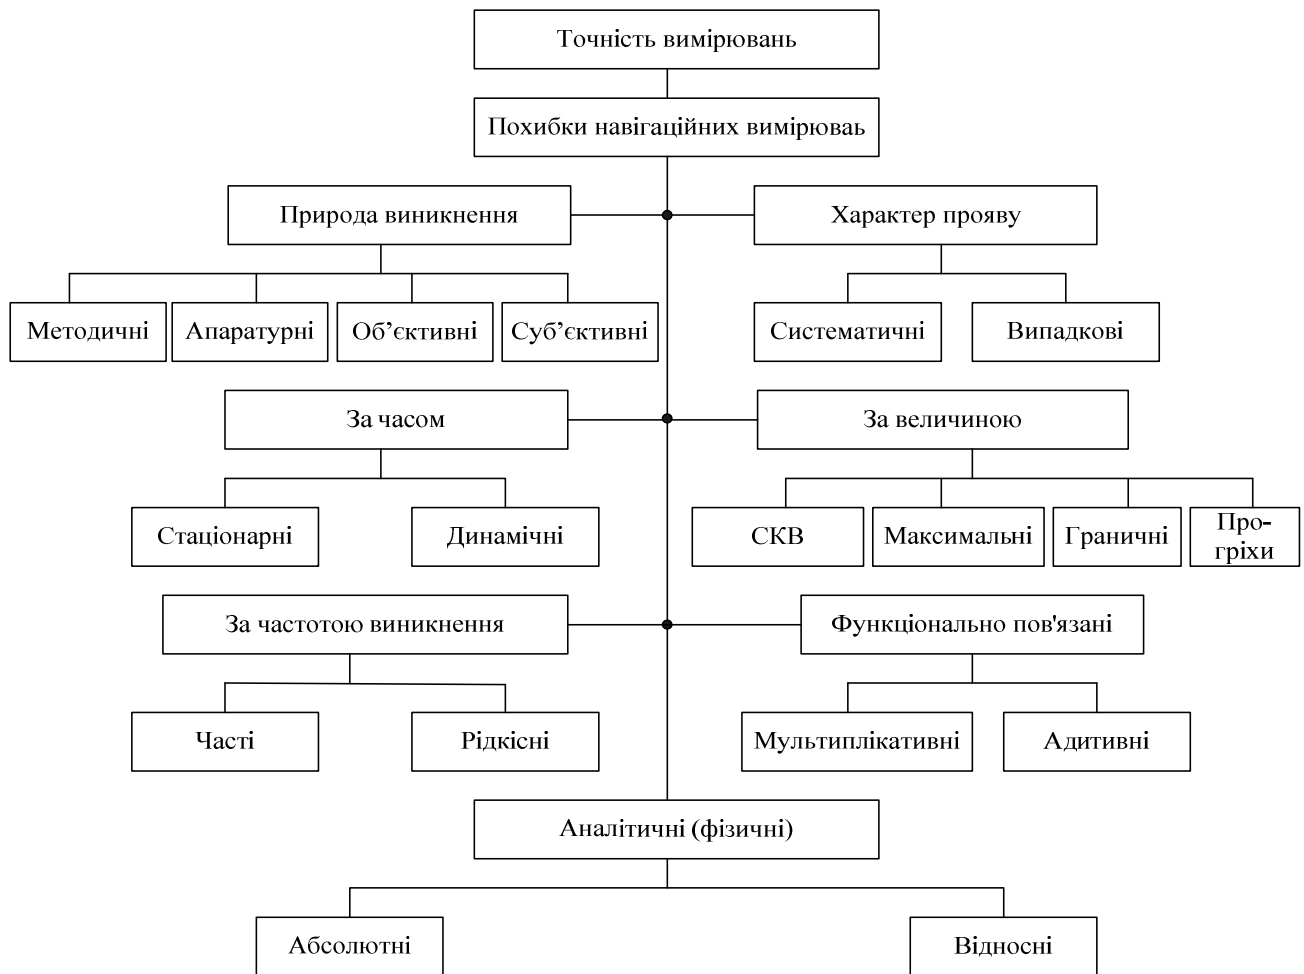 Точність вимірювань
Похибки навігаційних вимірюваь
Природа виникнення
Характер прояву
Методичні
Апаратурні
Об’єктивні
Суб’єктивні
Систематичні
Випадкові
За часом
За величиною
Стаціонарні
Динамічні
СКВ
Максимальні
Граничні
Про-
гріхи
За частотою виникнення
Функціонально пов'язані
Часті
Рідкісні
Мультиплікативні
Адитивні
Аналітичні (фізичні)
Абсолютні
Відносні